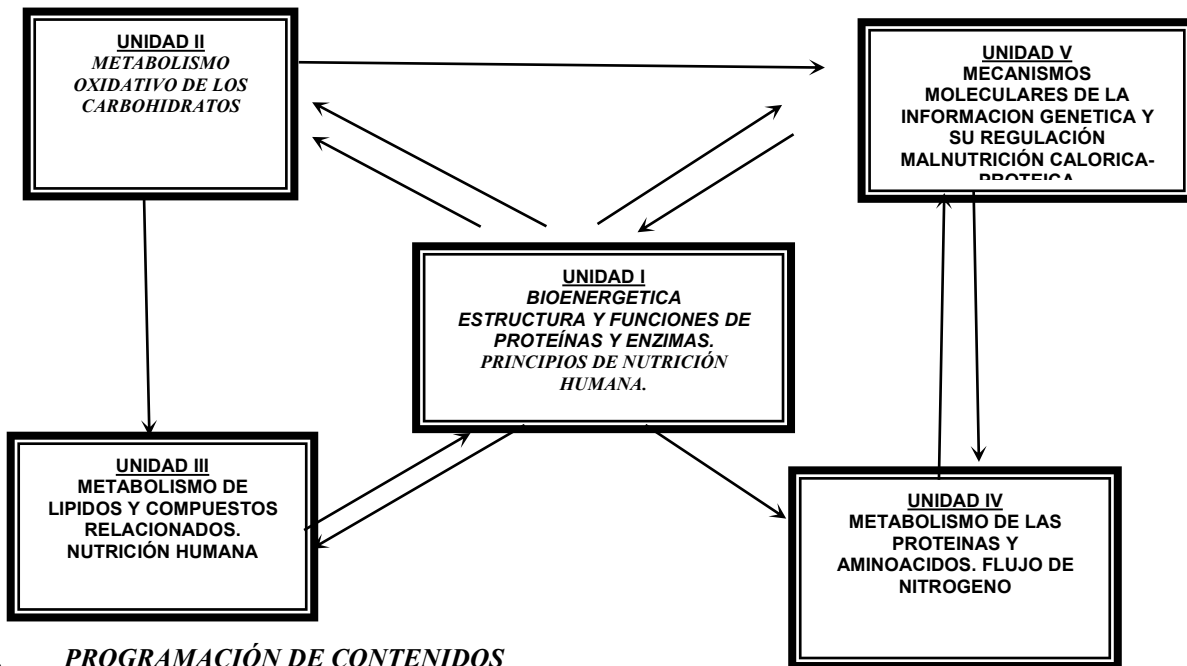 UNIDAD II
METABOLISMO
OXIDATIVO DE LOS
CARBOHIDRATOS
UNIDAD V
MECANISMOS
MOLECULARES DE LA
INFORMACION GENETICA Y
SU REGULACIÓN
MALNUTRICIÓN CALORICA-
PROTEICA
UNIDAD I
BIOENERGETICA
ESTRUCTURA Y FUNCIONES DE
PROTEÍNAS Y ENZIMAS.
PRINCIPIOS DE NUTRICIÓN
HUMANA.
UNIDAD III
METABOLISMO DE
LIPIDOS Y COMPUESTOS
RELACIONADOS.
NUTRICIÓN HUMANA
UNIDAD IV
METABOLISMO DE LAS
PROTEINAS Y
AMINOACIDOS. FLUJO DE
NITROGENO
PROGRAMACIÓN DE CONTENIDOS